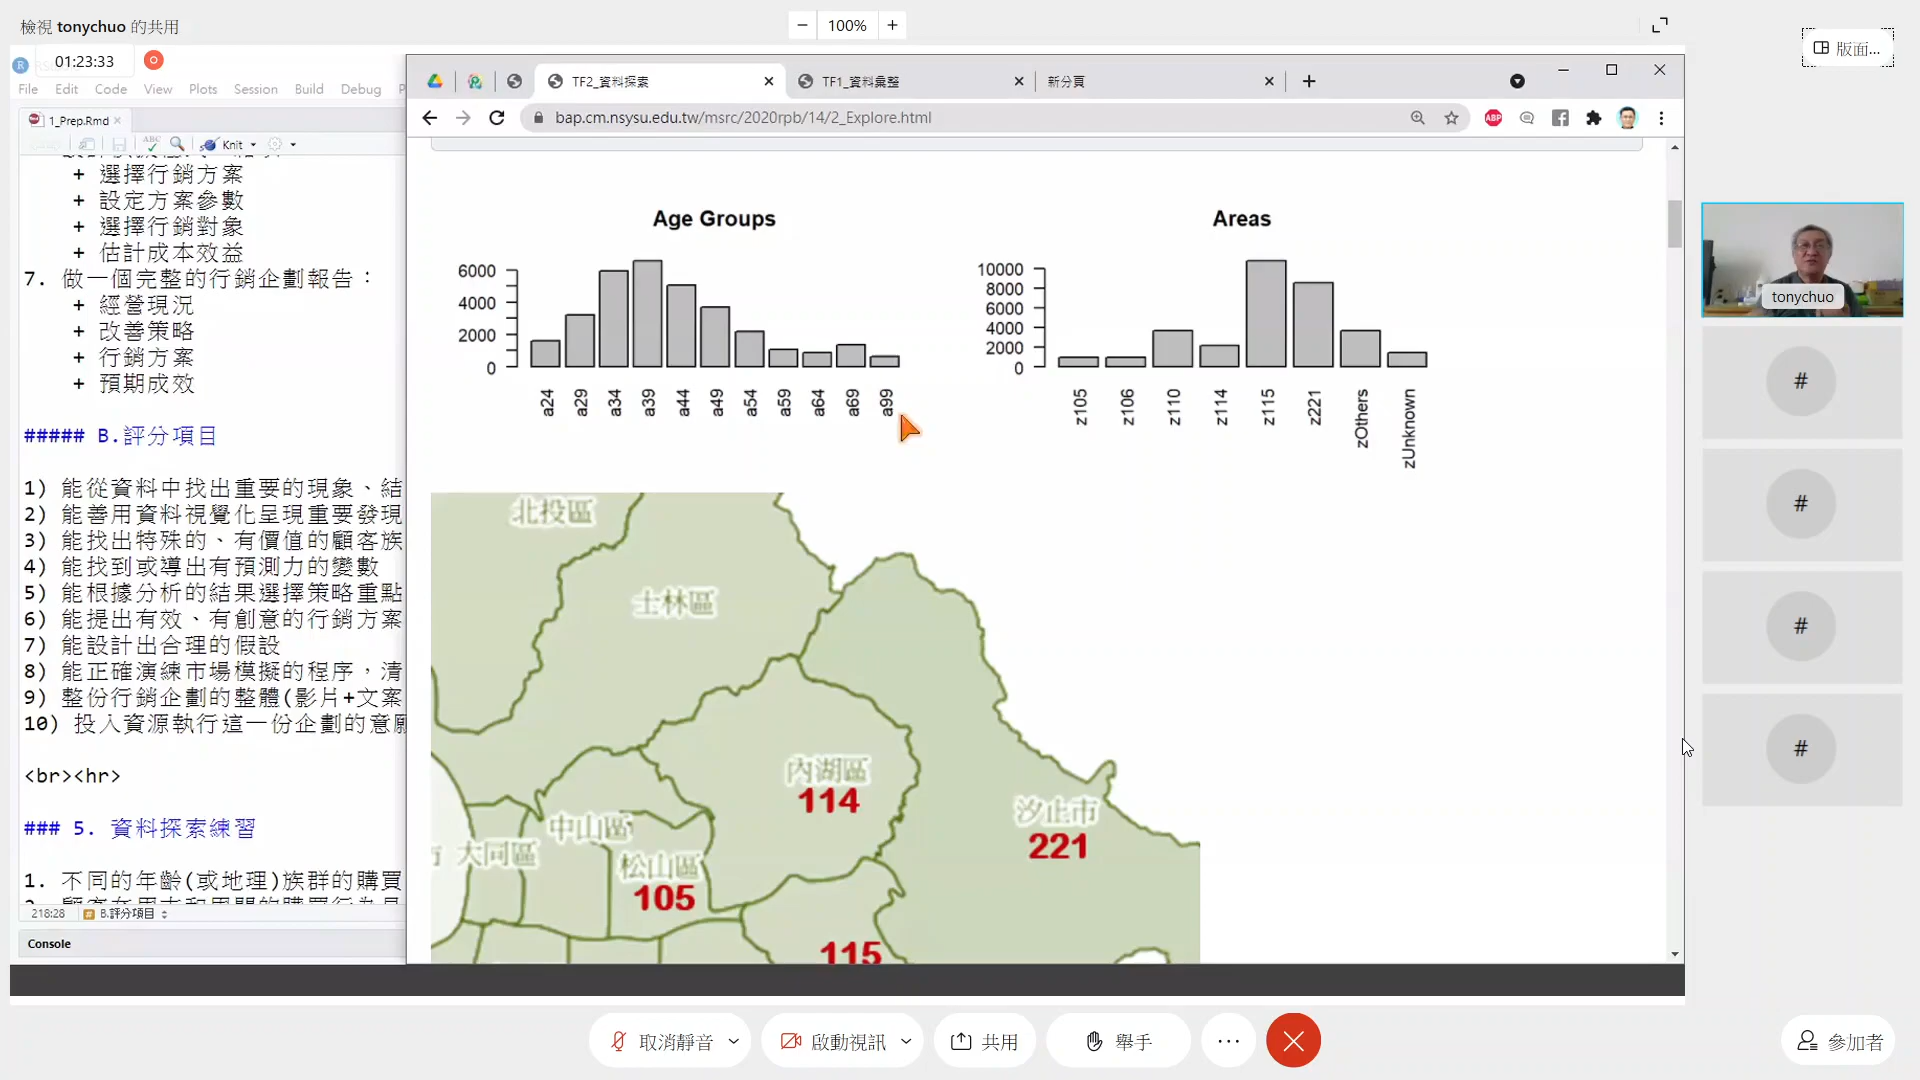 檢視 tonychuo 的共用
100%
版面...
01:23:33
File Edit Code View Plots Session Build Debug
1_Prep.Rmd
ABC
Knit
+ 選擇行銷方案
+ 設定方案參數
+ 選擇行銷對象
+ 估計成本效益
7. 做一個完整的行銷企劃報告：
+ 經營現況
+ 改善策略
+ 行銷方案
+ 預期成效
##### B.評分項目
1) 能從資料中找出重要的現象、結
2) 能善用資料視覺化呈現重要發現
3) 能找出特殊的、有價值的顧客族
4) 能找到或導出有預測力的變數
5) 能根據分析的結果選擇策略重點
6) 能提出有效、有創意的行銷方案
7) 能設計出合理的假設
8) 能正確演練市場模擬的程序，清
9) 整份行銷企劃的整體(影片+文案
10) 投入資源執行這一份企劃的意願
<br><hr>
### 5. 資料探索練習
1. 不同的年齡(或地理)族群的購買
218:28 B.評分項目
Console
TF2_資料探索
TF1_資料彙整
新分頁
bap.cm.nsysu.edu.tw/msrc/2020rpb/14/2_Explore.html
ABP
Age Groups
6000
4000
2000
0
a24 a29 a34 a39 a44 a49 a54 a59 a64 a69 a99
Areas
10000
8000
6000
4000
2000
0
z105 z106 z110 z114 z115 z221 zOthers zUnknown
北投區
士林區
內湖區
114
汐止市
221
中山區
大同區
松山區
105
115
tonychuo
#
#
#
#
取消靜音
啟動視訊
共用
舉手
參加者